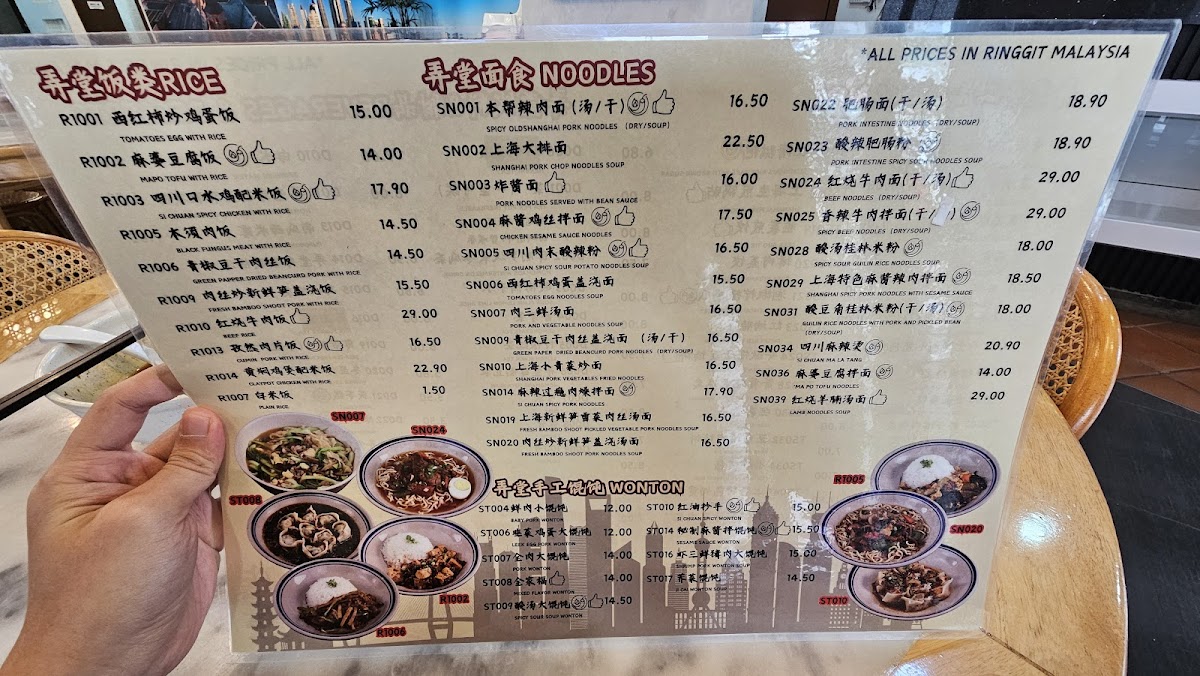 *ALL PRICES IN RINGGIT MALAYSIA
弄堂饭类RICE
R1001 西红柿炒鸡蛋饭 15.00
TOMATOES EGG WITH RICE
R1002 麻婆豆腐饭 14.00
MAPO TOFU WITH RICE
R1003 四川口水鸡配米饭 17.90
SI CHUAN SPICY CHICKEN WITH RICE
R1005 木须肉饭 14.50
BLACK FUNGUS MEAT WITH RICE
R1006 青椒豆干肉丝饭 14.50
GREEN PAPPER DRIED BEANCURD PORK WITH RICE
R1009 肉丝炒新鲜笋盖浇饭 15.50
FRESH BAMBOO SHOOT PORK WITH RICE
R1010 红烧牛肉饭 29.00
BEEF RICE
R1013 孜然肉片饭 16.50
CUMIN PORK WITH RICE
R1014 黄焖鸡煲配米饭 22.90
CLAYPOT CHICKEN WITH RICE
R1007 白米饭 1.50
PLAIN RICE
弄堂面食 NOODLES
SN001 本帮辣肉面 (汤/干) 16.50
SPICY OLDSHANGHAI PORK NOODLES (DRY/SOUP)
SN002 上海大排面 22.50
SHANGHAI PORK CHOP NOODLES SOUP
SN003 炸酱面 16.00
PORK NOODLES SERVED WITH BEAN SAUCE
SN004 麻酱鸡丝拌面 17.50
CHICKEN SESAME SAUCE NOODLES
SN005 四川肉末酸辣粉 16.50
SI CHUAN SPICY SOUR POTATO NOODLES SOUP
SN006 西红柿鸡蛋盖浇面 15.50
TOMATOES EGG NOODLES SOUP
SN007 肉三鲜汤面 16.50
PORK AND VEGETABLE NOODLES SOUP
SN009 青椒豆干肉丝盖浇面 (汤/干) 16.50
GREEN PAPER DRIED BEANCURD PORK NOODLES (DRY/SOUP)
SN010 上海小青菜炒面 16.50
SHANGHAI PORK VEGETABLES FRIED NOODLES
SN014 麻辣过瘾肉燥拌面 17.90
SI CHUAN SPICY PORK NOODLES
SN019 上海新鲜笋雪菜肉丝汤面 16.50
FRESH BAMBOO SHOOT PICKLED VEGETABLE PORK NOODLES SOUP
SN020 肉丝炒新鲜笋盖浇汤面 16.50
FRESH BAMBOO SHOOT PORK NOODLES SOUP
SN022 肥肠面(干/汤) 18.90
PORK INTESTINE NOODLES (DRY/SOUP)
SN023 酸辣肥肠粉 18.90
PORK INTESTINE SPICY SOUR NOODLES SOUP
SN024 红烧牛肉面(干/汤) 29.00
BEEF NOODLES (DRY/SOUP)
SN025 香辣牛肉拌面(干/汤) 29.00
SPICY BEEF NOODLES (DRY/SOUP)
SN028 酸汤桂林米粉 18.00
SPICY SOUR GUILIN RICE NOODLES SOUP
SN029 上海特色麻酱辣肉拌面 18.50
SHANGHAI SPICY PORK NOODLES WITH SESAME SAUCE
SN031 酸豆角桂林米粉(干/汤) 18.00
GUILIN RICE NOODLES WITH PORK AND PICKLED BEAN
(DRY/SOUP)
SN034 四川麻辣烫 20.90
SI CHUAN MA LA TANG
SN036 麻婆豆腐拌面 14.00
MA PO TOFU NOODLES
SN039 红烧羊腩汤面 29.00
LAMB NOODLES SOUP
弄堂手工馄饨 WONTON
ST004 鲜肉小馄饨 12.00
BABY PORK WONTON
ST006 韭菜鸡蛋大馄饨 12.00
LEEK EGG PORK WONTON
ST007 全肉大馄饨 14.00
PORK WONTON
ST008 全家福 14.00
MIXED FLAVOR WONTON
ST009 酸汤大馄饨 14.50
SPICY SOUR SOUP WONTON
ST010 红油抄手 15.00
SI CHUAN SPICY WONTON
ST014 秘制麻酱拌馄饨 15.50
SESAME SAUCE WONTON
ST016 虾三鲜猪肉大馄饨 15.00
SHRIMP PORK WONTON SOUP
ST017 荠菜馄饨 14.50
JI CAI WONTON SOUP
SN007
SN024
ST008
R1002
R1006
R1005
SN020
ST010